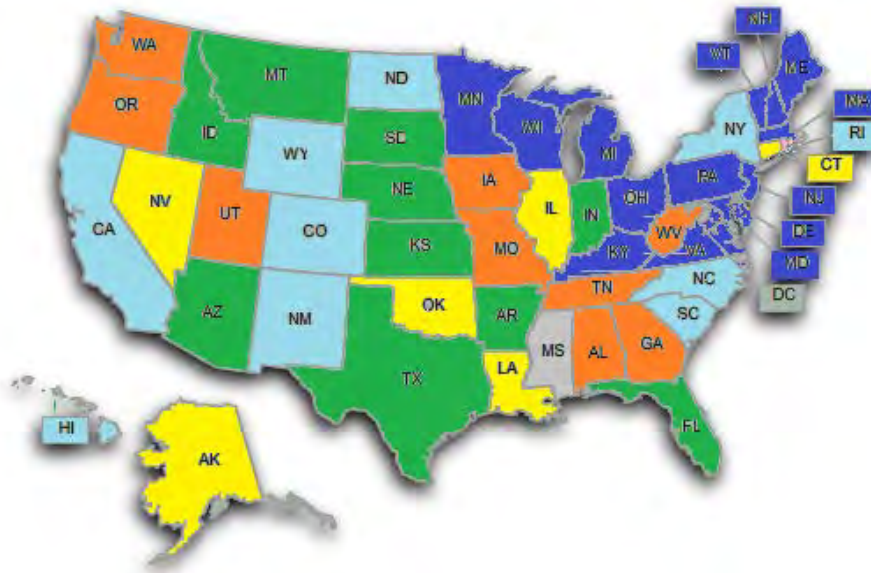 NH
VT
ME
WA
MT
ND
MN
OR
ID
SD
WI
MI
NY
MA
RI
CT
WY
NE
IA
PA
NJ
NV
UT
CO
IL
IN
OH
DE
CA
KS
MO
KY
WV
VA
MD
DC
AZ
NM
OK
AR
TN
NC
SC
TX
LA
MS
AL
GA
FL
HI
AK